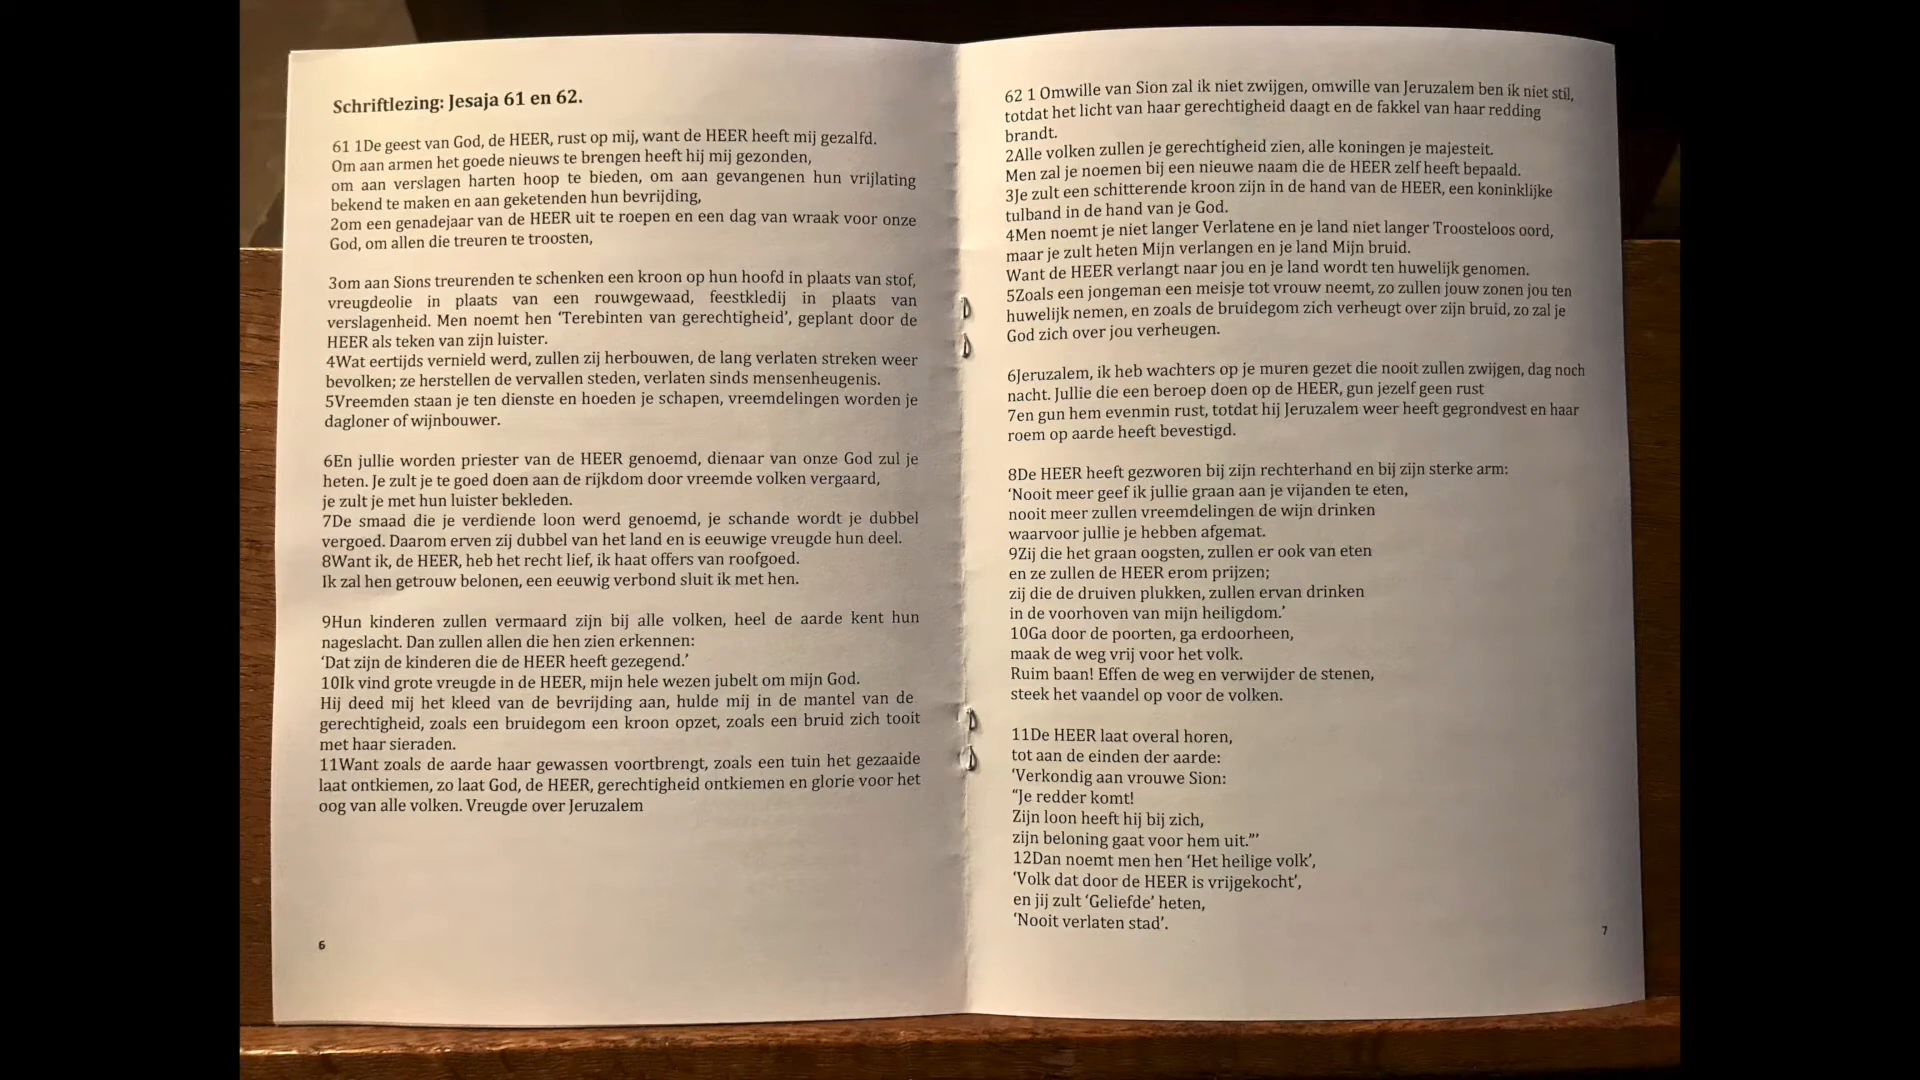 Schriftlezing: Jesaja 61 en 62.
61 1De geest van God, de HEER, rust op mij, want de HEER heeft mij gezalfd.
Om aan armen het goede nieuws te brengen heeft hij mij gezonden,
om aan verslagen harten hoop te bieden, om aan gevangenen hun vrijlating
bekend te maken en aan geketenden hun bevrijding,
2om een genadejaar van de HEER uit te roepen en een dag van wraak voor onze
God, om allen die treuren te troosten,
3om aan Sions treurenden te schenken een kroon op hun hoofd in plaats van stof,
vreugdeolie in plaats van een rouwgewaad, feestkledij in plaats van
verslagenheid. Men noemt hen ‘Terebinten van gerechtigheid’, geplant door de
HEER als teken van zijn luister.
4Wat eertijds vernield werd, zullen zij herbouwen, de lang verlaten streken weer
bevolken; ze herstellen de vervallen steden, verlaten sinds mensenheugenis.
5Vreemden staan je ten dienste en hoeden je schapen, vreemdelingen worden je
dagloner of wijnbouwer.
6En jullie worden priester van de HEER genoemd, dienaar van onze God zul je
heten. Je zult je te goed doen aan de rijkdom door vreemde volken vergaard,
je zult je met hun luister bekleden.
7De smaad die je verdiende loon werd genoemd, je schande wordt je dubbel
vergoed. Daarom erven zij dubbel van het land en is eeuwige vreugde hun deel.
8Want ik, de HEER, heb het recht lief, ik haat offers van roofgoed.
Ik zal hen getrouw belonen, een eeuwig verbond sluit ik met hen.
9Hun kinderen zullen vermaard zijn bij alle volken, heel de aarde kent hun
nageslacht. Dan zullen allen die hen zien erkennen:
‘Dat zijn de kinderen die de HEER heeft gezegend.’
10Ik vind grote vreugde in de HEER, mijn hele wezen jubelt om mijn God.
Hij deed mij het kleed van de bevrijding aan, hulde mij in de mantel van de
gerechtigheid, zoals een bruidegom een kroon opzet, zoals een bruid zich tooit
met haar sieraden.
11Want zoals de aarde haar gewassen voortbrengt, zoals een tuin het gezaaide
laat ontkiemen, zo laat God, de HEER, gerechtigheid ontkiemen en glorie voor het
oog van alle volken. Vreugde over Jeruzalem
6
62 1 Omwille van Sion zal ik niet zwijgen, omwille van Jeruzalem ben ik niet stil,
totdat het licht van haar gerechtigheid daagt en de fakkel van haar redding
brandt.
2Alle volken zullen je gerechtigheid zien, alle koningen je majesteit.
Men zal je noemen bij een nieuwe naam die de HEER zelf heeft bepaald.
3Je zult een schitterende kroon zijn in de hand van de HEER, een koninklijke
tulband in de hand van je God.
4Men noemt je niet langer Verlatene en je land niet langer Troosteloos oord,
maar je zult heten Mijn verlangen en je land Mijn bruid.
Want de HEER verlangt naar jou en je land wordt ten huwelijk genomen.
5Zoals een jongeman een meisje tot vrouw neemt, zo zullen jouw zonen jou ten
huwelijk nemen, en zoals de bruidegom zich verheugt over zijn bruid, zo zal je
God zich over jou verheugen.
6Jeruzalem, ik heb wachters op je muren gezet die nooit zullen zwijgen, dag noch
nacht. Jullie die een beroep doen op de HEER, gun jezelf geen rust
7en gun hem evenmin rust, totdat hij Jeruzalem weer heeft gegrondvest en haar
roem op aarde heeft bevestigd.
8De HEER heeft gezworen bij zijn rechterhand en bij zijn sterke arm:
‘Nooit meer geef ik jullie graan aan je vijanden te eten,
nooit meer zullen vreemdelingen de wijn drinken
waarvoor jullie je hebben afgemat.
9Zij die het graan oogsten, zullen er ook van eten
en ze zullen de HEER erom prijzen;
zij die de druiven plukken, zullen ervan drinken
in de voorhoven van mijn heiligdom.’
10Ga door de poorten, ga erdoorheen,
maak de weg vrij voor het volk.
Ruim baan! Effen de weg en verwijder de stenen,
steek het vaandel op voor de volken.
11De HEER laat overal horen,
tot aan de einden der aarde:
‘Verkondig aan vrouwe Sion:
“Je redder komt!
Zijn loon heeft hij bij zich,
zijn beloning gaat voor hem uit.”’
12Dan noemt men hen ‘Het heilige volk’,
‘Volk dat door de HEER is vrijgekocht’,
en jij zult ‘Geliefde’ heten,
‘Nooit verlaten stad’.
7